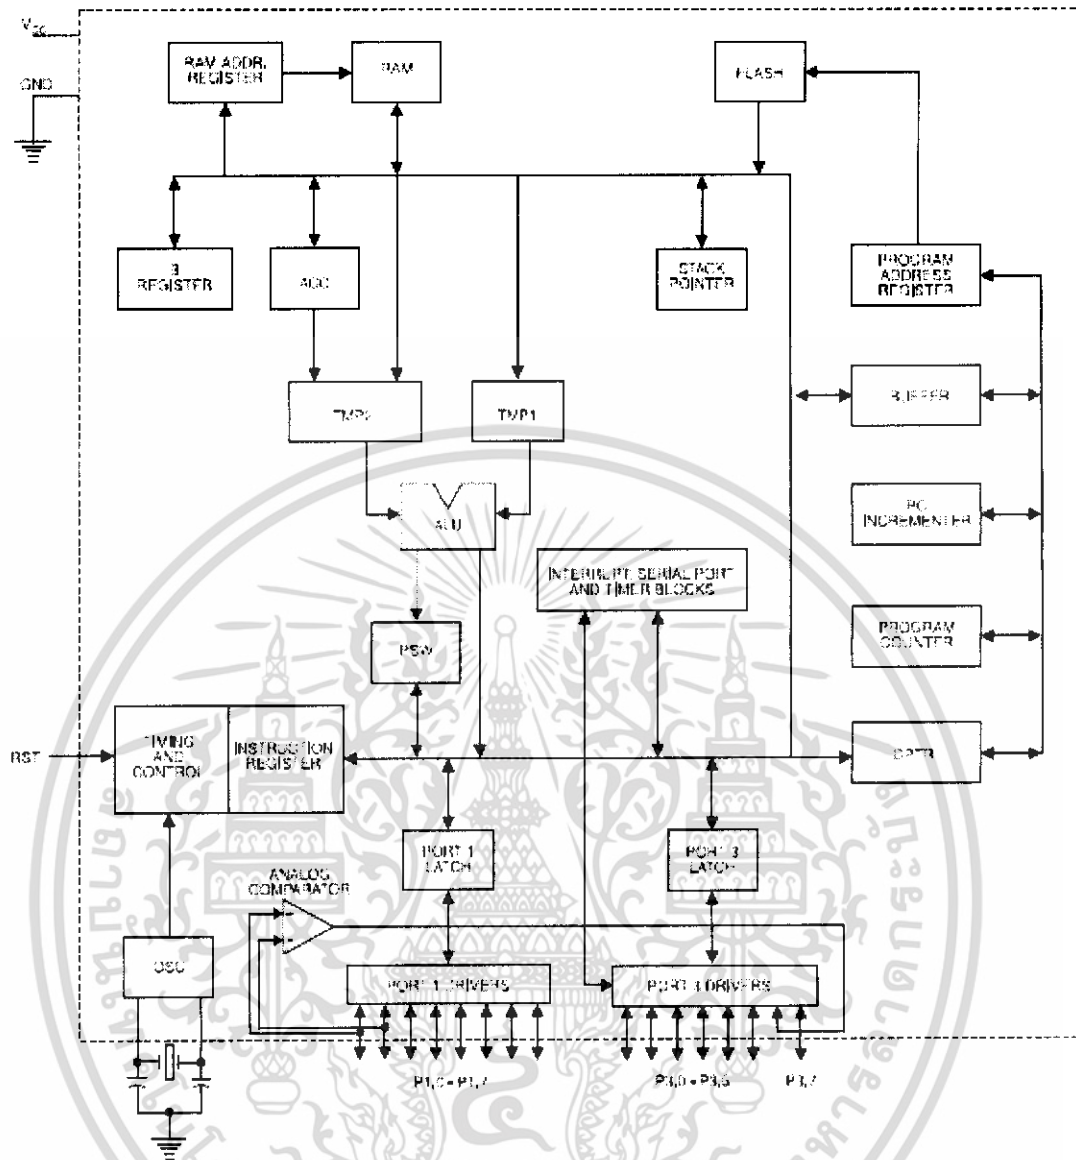 Vcc
GND
RAM ADDR.
REGISTER
RAM
FLASH
B
REGISTER
ACC
STACK
POINTER
PROGRAM
ADDRESS
REGISTER
TMP2
TMP1
BUFFER
ALU
PC
INCREMENTER
INTERRUPT, SERIAL PORT
AND TIMER BLOCKS
PSW
PROGRAM
COUNTER
RST
TIMING
AND
CONTROL
INSTRUCTION
REGISTER
DPTR
PORT 1
LATCH
PORT 3
LATCH
ANALOG
COMPARATOR
OSC
PORT 1 DRIVERS
PORT 3 DRIVERS
P1.0 - P1.7
P3.0 - P3.5
P3.7